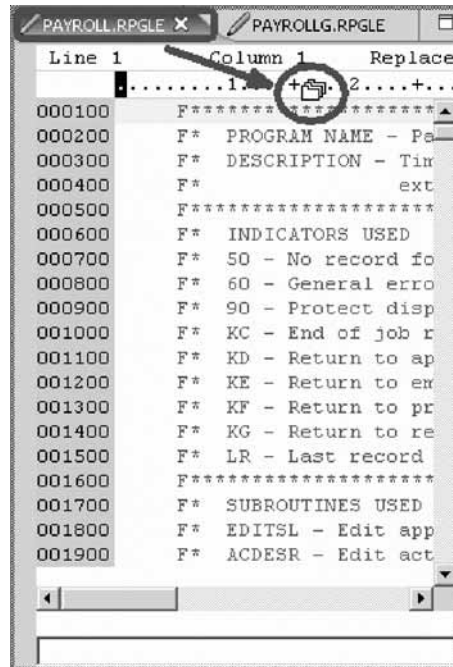 PAYROLL.RPGLE PAYROLLG.RPGLE
Line 1 Column 1 Replace
.........1....+....2....+...
000100 F**********************
000200 F* PROGRAM NAME - Pa
000300 F* DESCRIPTION - Tim
000400 F* ext
000500 F**********************
000600 F* INDICATORS USED
000700 F* 50 - No record fo
000800 F* 60 - General erro
000900 F* 90 - Protect disp
001000 F* KC - End of job r
001100 F* KD - Return to ap
001200 F* KE - Return to em
001300 F* KF - Return to pr
001400 F* KG - Return to re
001500 F* LR - Last record
001600 F**********************
001700 F* SUBROUTINES USED
001800 F* EDITSL - Edit app
001900 F* ACDESR - Edit act